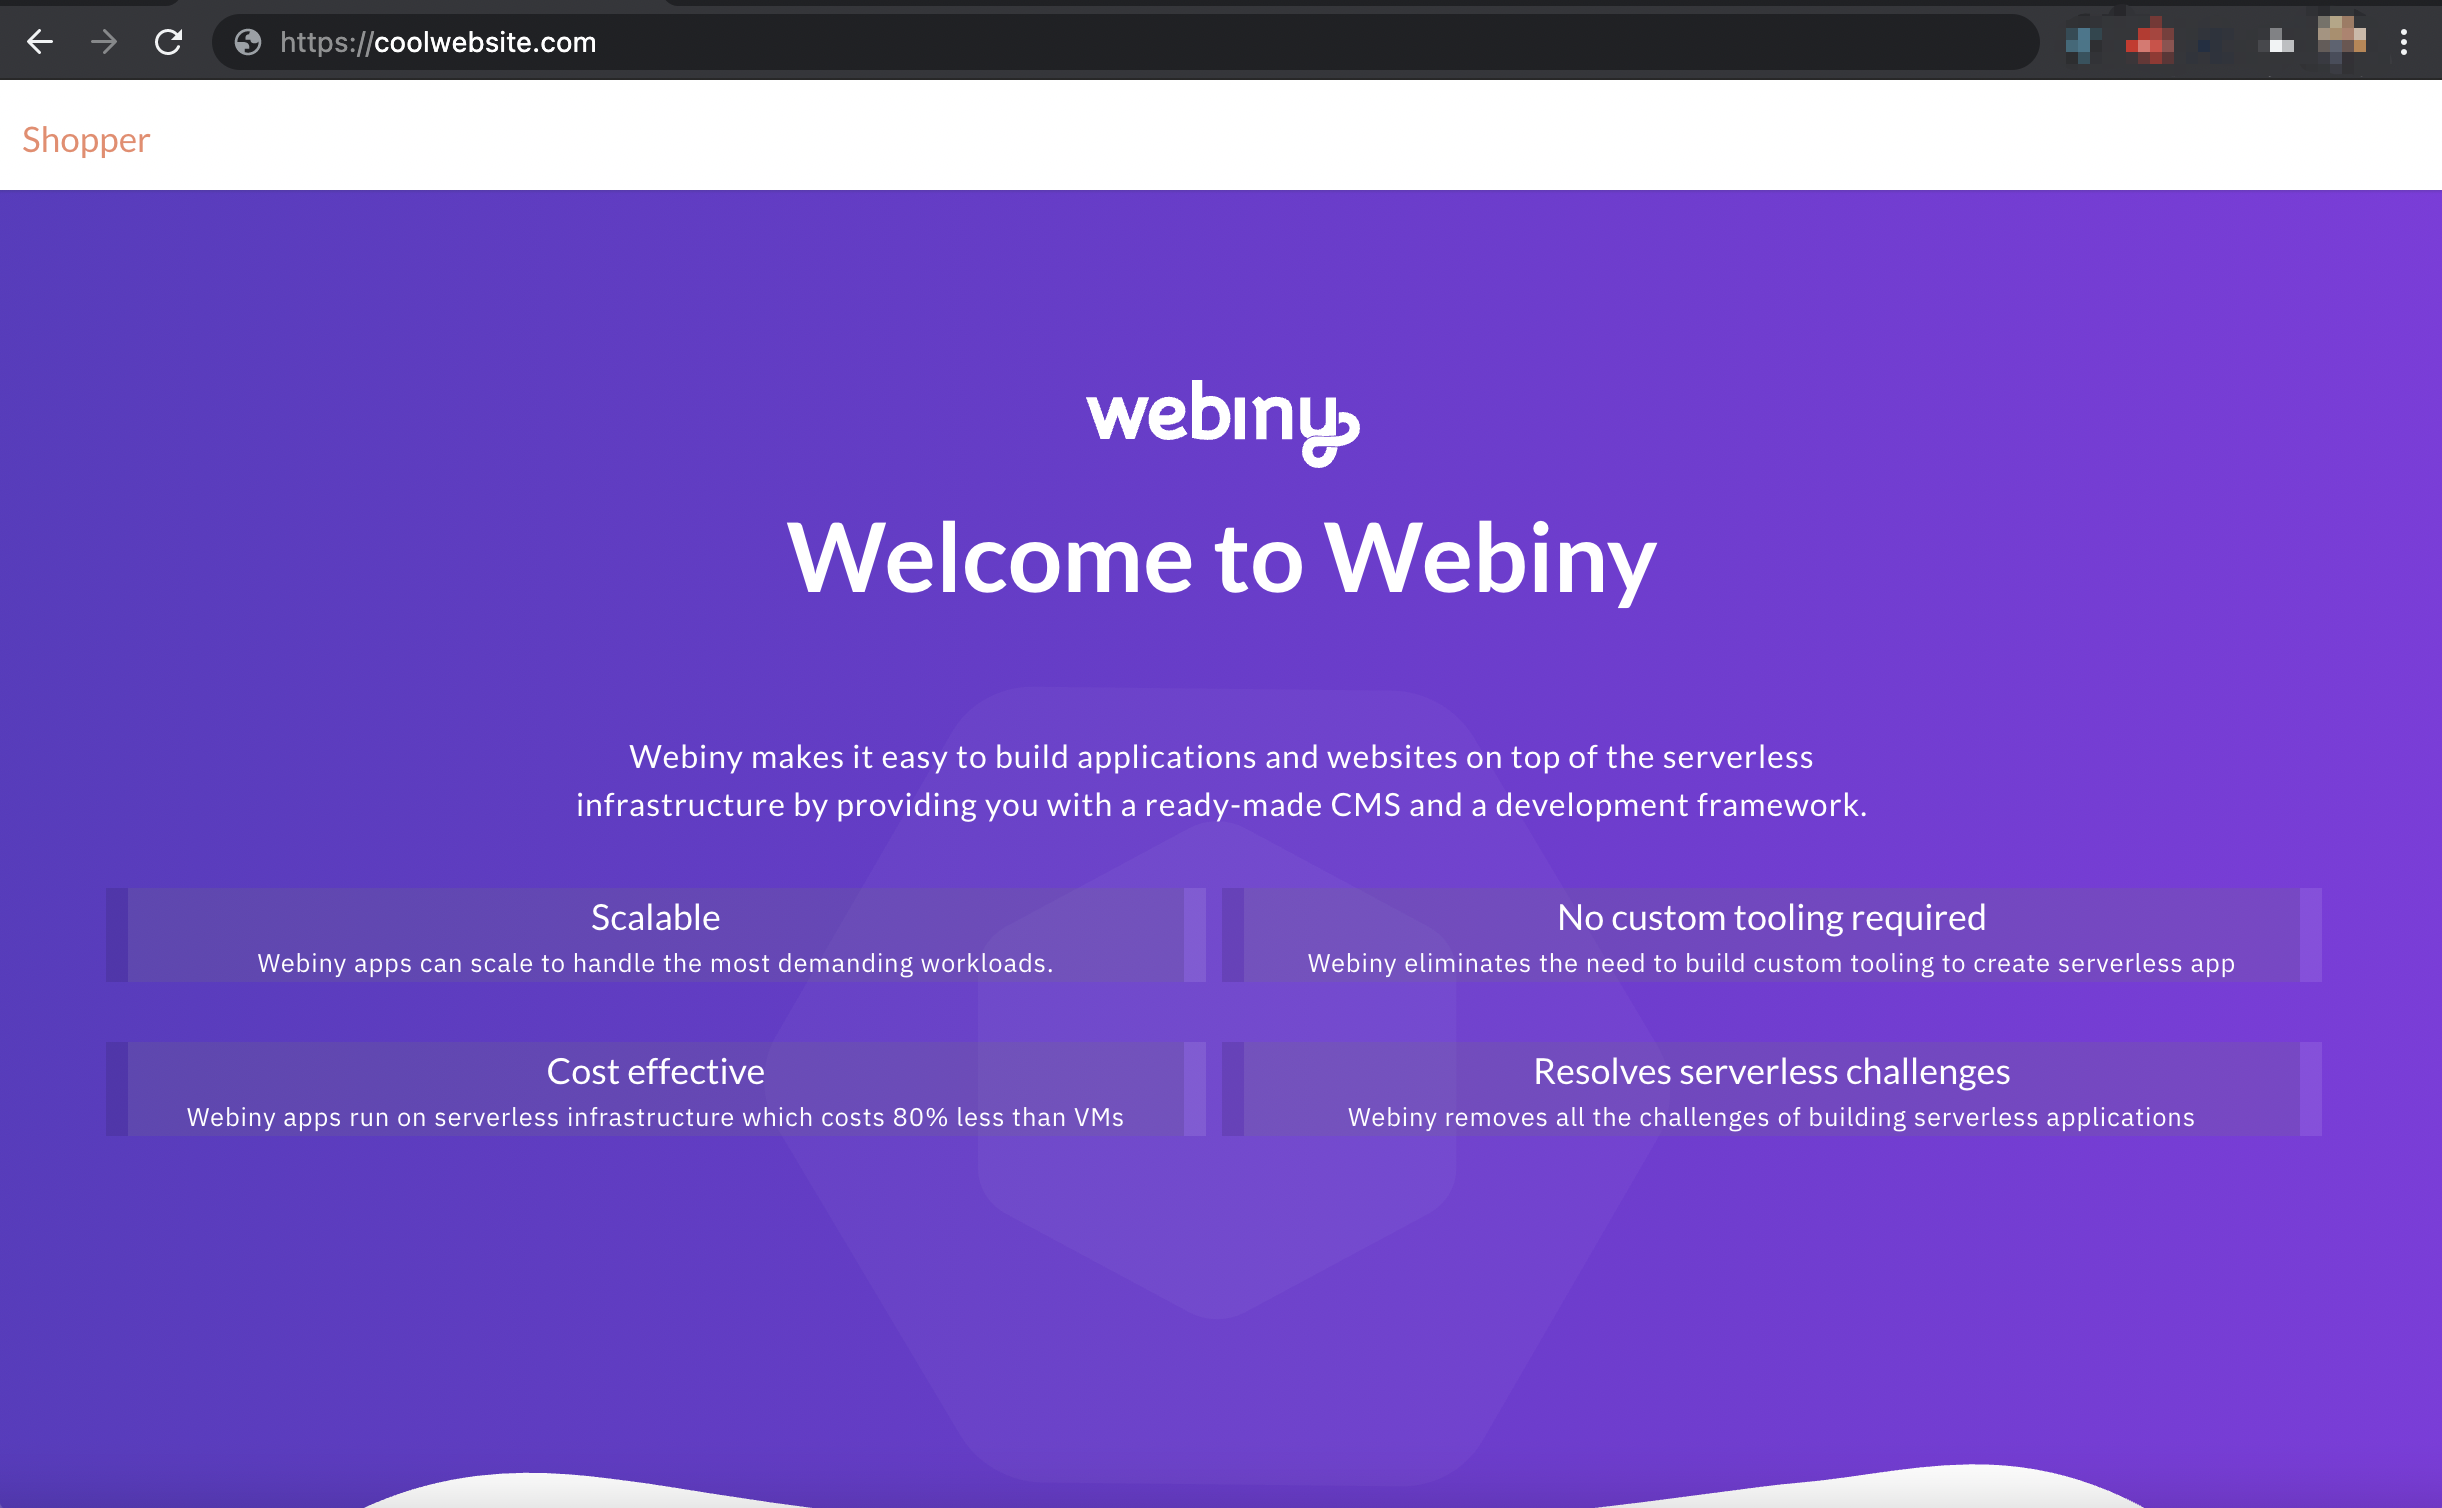 https://coolwebsite.com
Shopper
webiny
Welcome to Webiny
Webiny makes it easy to build applications and websites on top of the serverless
infrastructure by providing you with a ready-made CMS and a development framework.
Scalable
Webiny apps can scale to handle the most demanding workloads.
No custom tooling required
Webiny eliminates the need to build custom tooling to create serverless app
Cost effective
Webiny apps run on serverless infrastructure which costs 80% less than VMs
Resolves serverless challenges
Webiny removes all the challenges of building serverless applications